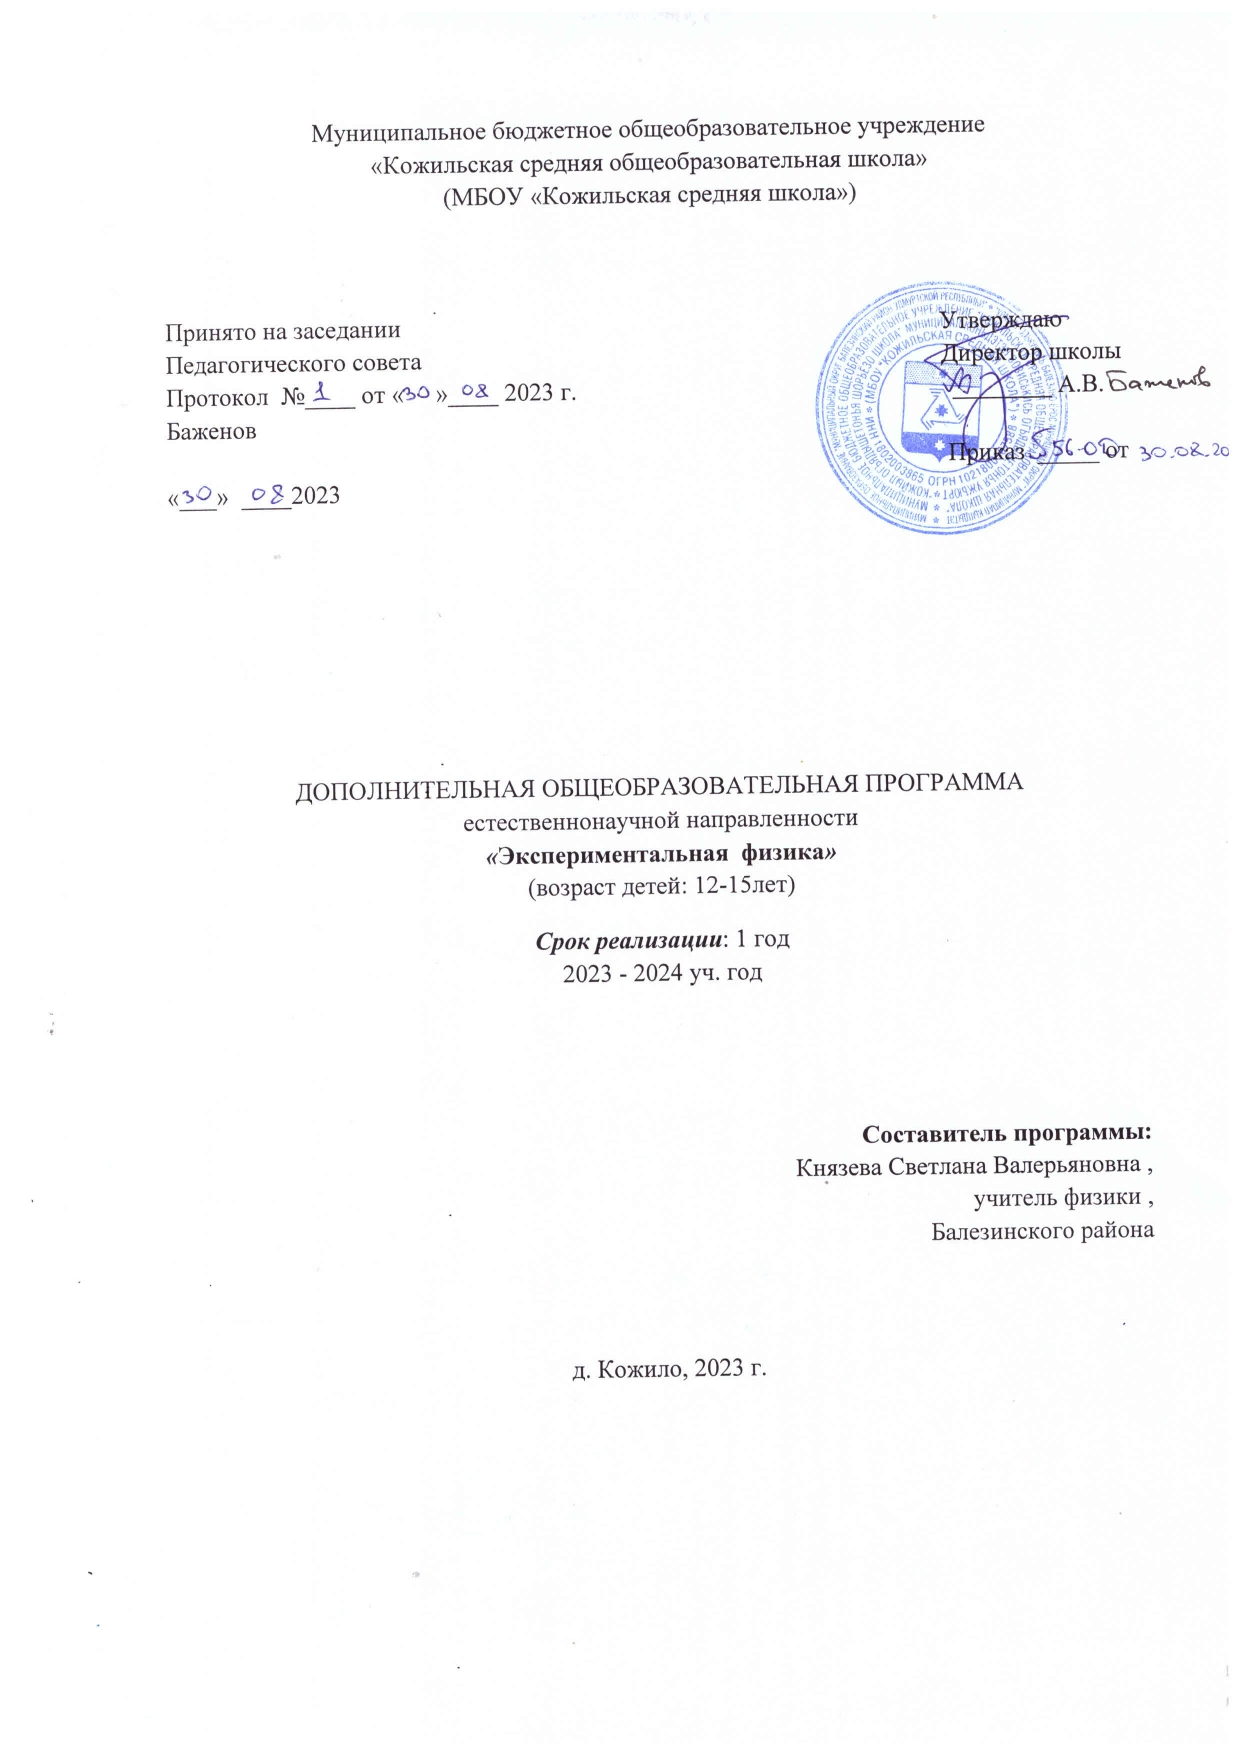 Муниципальное бюджетное общеобразовательное учреждение
«Кожильская средняя общеобразовательная школа»
(МБОУ «Кожильская средняя школа»)
Принято на заседании
Педагогического совета
Протокол № 1 от «30» 08 2023 г.
Баженов
«30» 08 2023
Утверждаю
Директор школы
А.В. Баженов
Приказ 56-ОД от 30.08.20
ДОПОЛНИТЕЛЬНАЯ ОБЩЕОБРАЗОВАТЕЛЬНАЯ ПРОГРАММА
естественнонаучной направленности
«Экспериментальная физика»
(возраст детей: 12-15лет)
Срок реализации: 1 год
2023 - 2024 уч. год
Составитель программы:
Князева Светлана Валерьяновна ,
учитель физики ,
Балезинского района
д. Кожило, 2023 г.